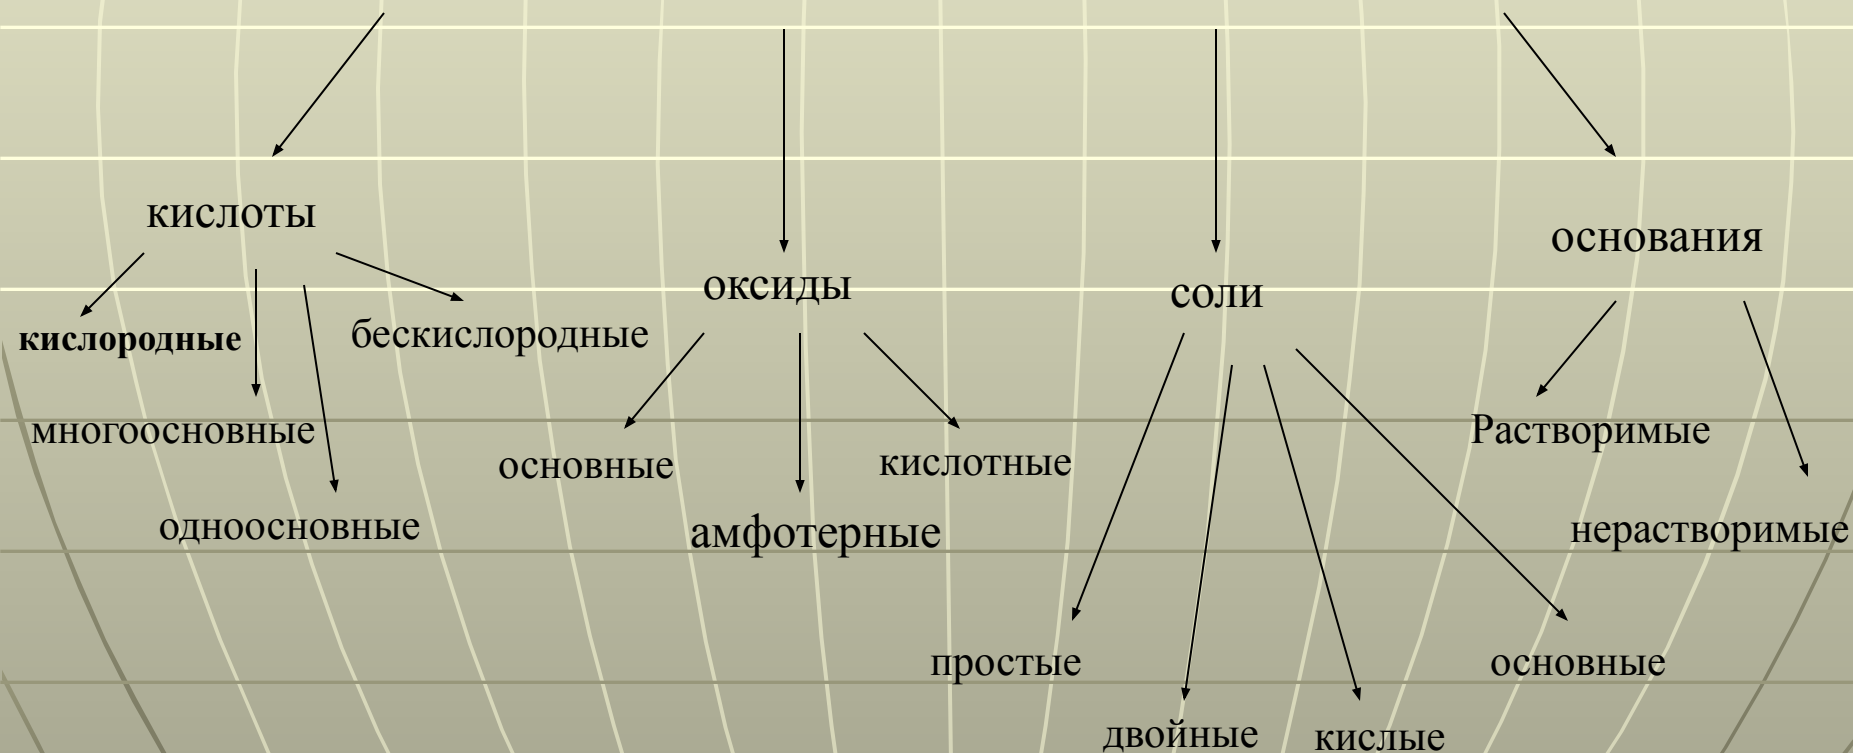 кислоты
основания
оксиды
соли
кислородные
бескислородные
многоосновные
Растворимые
основные
кислотные
одноосновные
амфотерные
нерастворимые
простые
основные
двойные
кислые